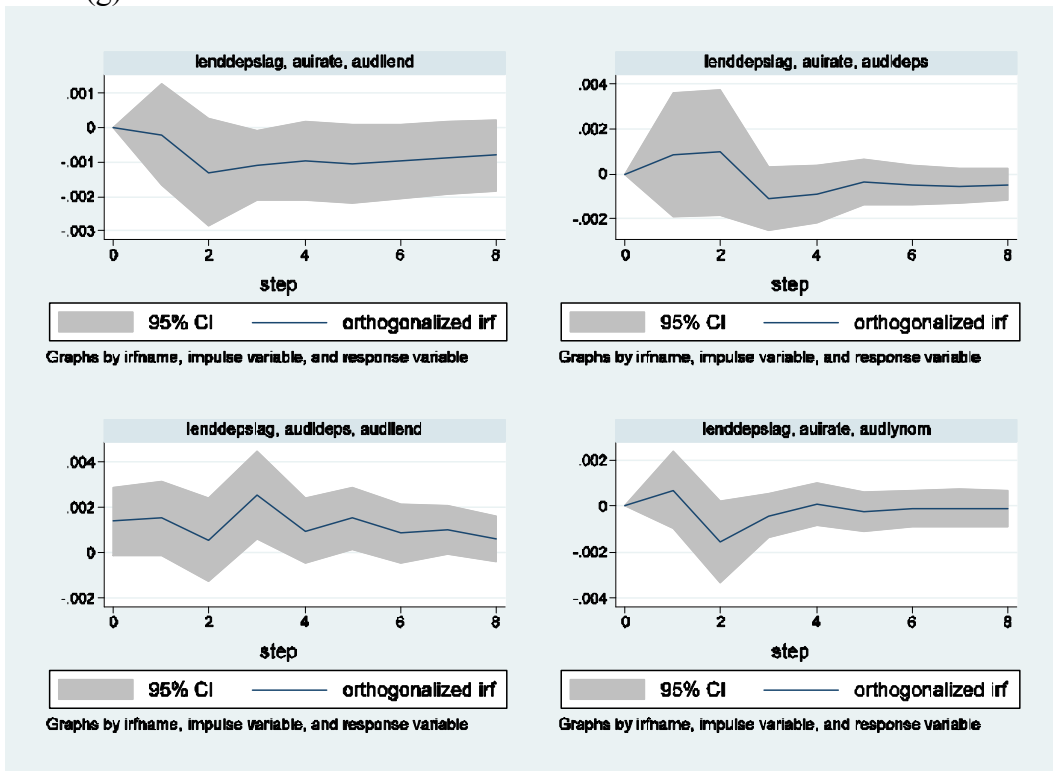 (g)
lenddepslag, auirate, audllend
.001
0
-.001
-.002
-.003
0 2 4 6 8
step
95% CI orthogonalized irf
Graphs by irfname, impulse variable, and response variable
lenddepslag, auirate, audldeps
.004
.002
0
-.002
0 2 4 6 8
step
95% CI orthogonalized irf
Graphs by irfname, impulse variable, and response variable
lenddepslag, audldeps, audllend
.004
.002
0
-.002
0 2 4 6 8
step
95% CI orthogonalized irf
Graphs by irfname, impulse variable, and response variable
lenddepslag, auirate, audlynom
.002
0
-.002
-.004
0 2 4 6 8
step
95% CI orthogonalized irf
Graphs by irfname, impulse variable, and response variable